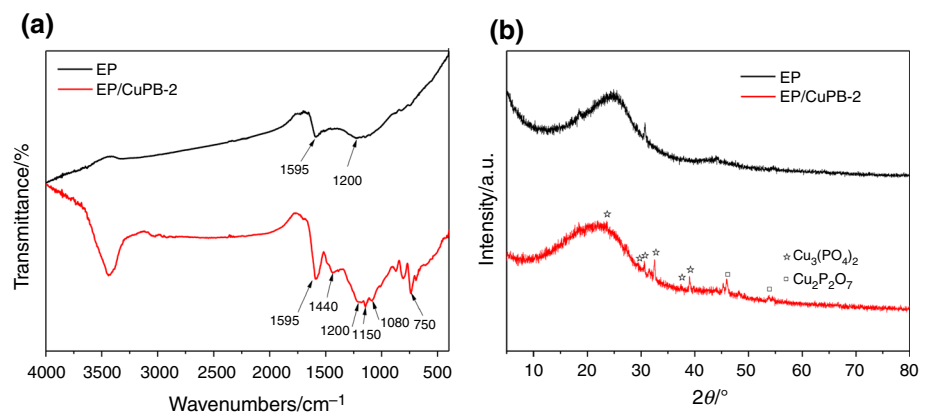 (a)
EP
EP/CuPB-2
Transmittance/%
1595
1200
1595
1440
1200
1150
1080
750
4000 3500 3000 2500 2000 1500 1000 500
Wavenumbers/cm⁻¹
(b)
EP
EP/CuPB-2
Intensity/a.u.
☆ Cu₃(PO₄)₂
□ Cu₂P₂O₇
10 20 30 40 50 60 70 80
2θ/°